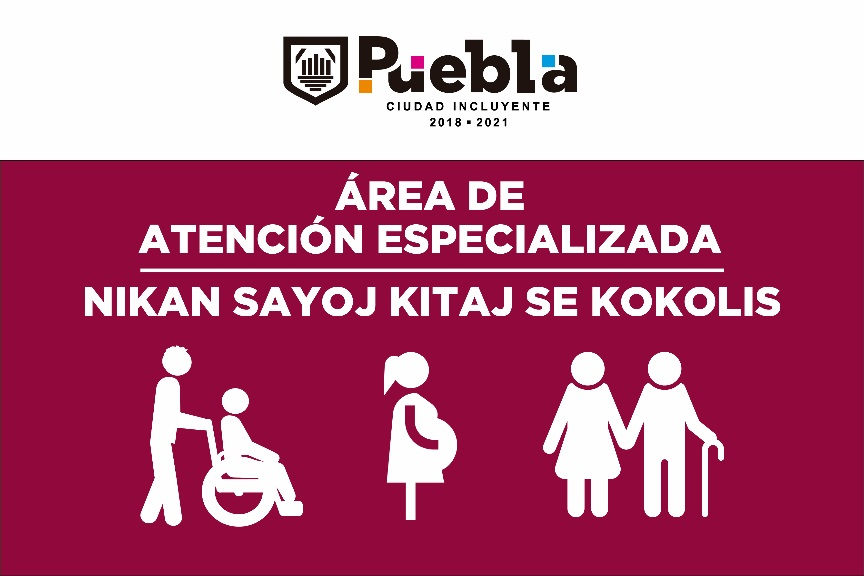 Puebla
CIUDAD INCLUYENTE
2018 ▪ 2021
ÁREA DE
ATENCIÓN ESPECIALIZADA
NIKAN SAYOJ KITAJ SE KOKOLIS